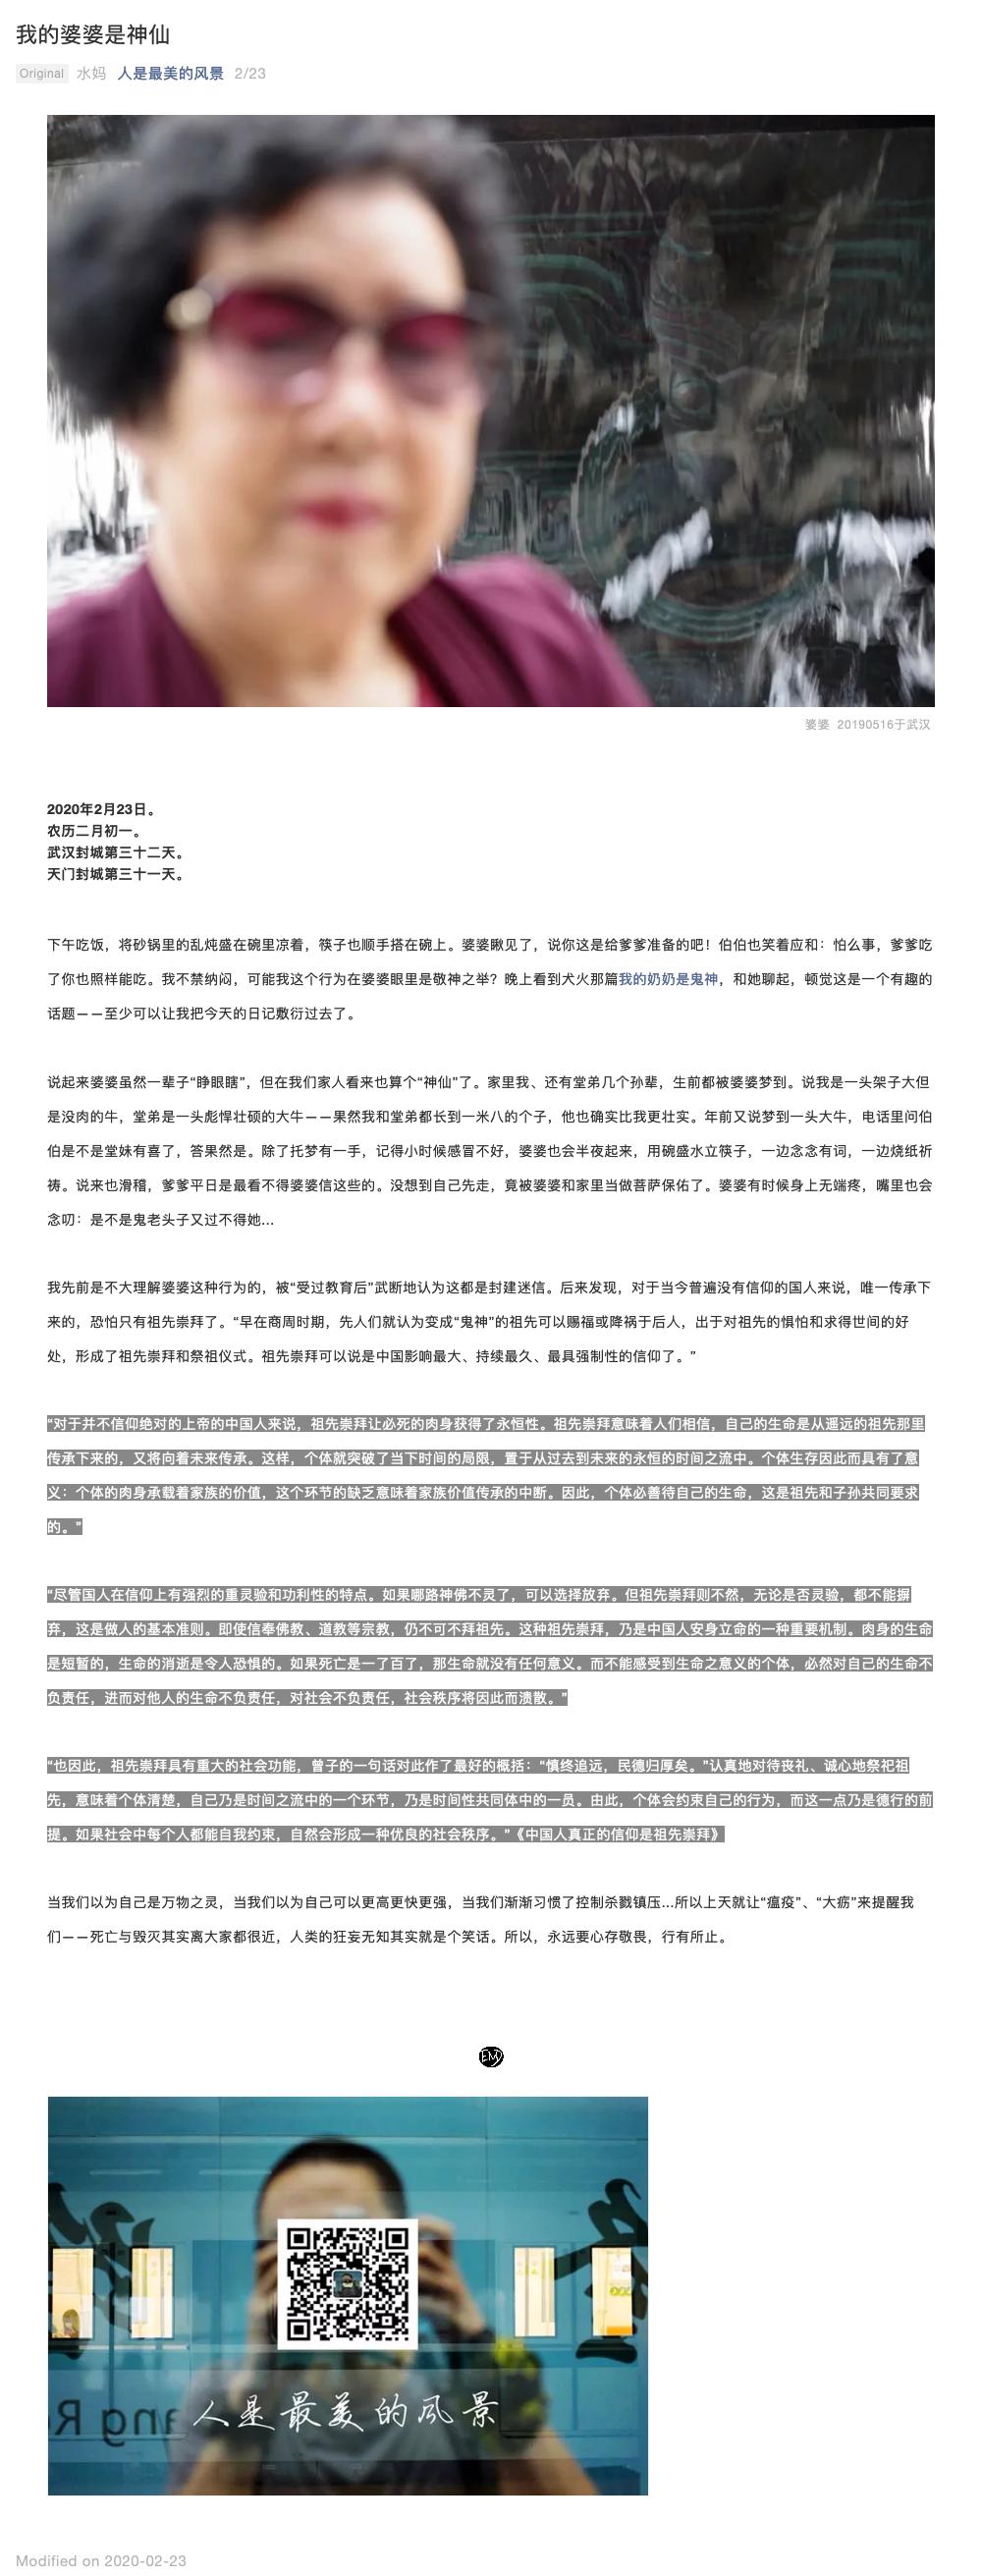 我的婆婆是神仙
Original 水妈 人是最美的风景 2/23
婆婆 20190516于武汉
2020年2月23日。
农历二月初一。
武汉封城第三十二天。
天门封城第三十一天。
下午吃饭，将砂锅里的乱炖盛在碗里凉着，筷子也顺手搭在碗上。婆婆瞅见了，说你这是给爹爹准备的吧！伯伯也笑着应和：怕么事，爹爹吃
了你也照样能吃。我不禁纳闷，可能我这个行为在婆婆眼里是敬神之举？晚上看到犬火那篇我的奶奶是鬼神，和她聊起，顿觉这是一个有趣的
话题——至少可以让我把今天的日记敷衍过去了。
说起来婆婆虽然一辈子“睁眼瞎”，但在我们家人看来也算个“神仙”了。家里我、还有堂弟几个孙辈，生前都被婆婆梦到。说我是一头架子大但
是没肉的牛，堂弟是一头彪悍壮硕的大牛——果然我和堂弟都长到一米八的个子，他也确实比我更壮实。年前又说梦到一头大牛，电话里问伯
伯是不是堂妹有喜了，答果然是。除了托梦有一手，记得小时候感冒不好，婆婆也会半夜起来，用碗盛水立筷子，一边念念有词，一边烧纸祈
祷。说来也滑稽，爹爹平日是最看不得婆婆信这些的。没想到自己先走，竟被婆婆和家里当做菩萨保佑了。婆婆有时候身上无端疼，嘴里也会
念叨：是不是鬼老头子又过不得她...
我先前是不大理解婆婆这种行为的，被“受过教育后”武断地认为这都是封建迷信。后来发现，对于当今普遍没有信仰的国人来说，唯一传承下
来的，恐怕只有祖先崇拜了。“早在商周时期，先人们就认为变成“鬼神”的祖先可以赐福或降祸于后人，出于对祖先的惧怕和求得世间的好
处，形成了祖先崇拜和祭祖仪式。祖先崇拜可以说是中国影响最大、持续最久、最具强制性的信仰了。”
“对于并不信仰绝对的上帝的中国人来说，祖先崇拜让必死的肉身获得了永恒性。祖先崇拜意味着人们相信，自己的生命是从遥远的祖先那里
传承下来的，又将向着未来传承。这样，个体就突破了当下时间的局限，置于从过去到未来的永恒的时间之流中。个体生存因此而具有了意
义：个体的肉身承载着家族的价值，这个环节的缺乏意味着家族价值传承的中断。因此，个体必善待自己的生命，这是祖先和子孙共同要求
的。”
“尽管国人在信仰上有强烈的重灵验和功利性的特点。如果哪路神佛不灵了，可以选择放弃。但祖先崇拜则不然，无论是否灵验，都不能摒
弃，这是做人的基本准则。即使信奉佛教、道教等宗教，仍不可不拜祖先。这种祖先崇拜，乃是中国人安身立命的一种重要机制。肉身的生命
是短暂的，生命的消逝是令人恐惧的。如果死亡是一了百了，那生命就没有任何意义。而不能感受到生命之意义的个体，必然对自己的生命不
负责任，进而对他人的生命不负责任，对社会不负责任，社会秩序将因此而溃散。”
“也因此，祖先崇拜具有重大的社会功能，曾子的一句话对此作了最好的概括：“慎终追远，民德归厚矣。”认真地对待丧礼、诚心地祭祀祖
先，意味着个体清楚，自己乃是时间之流中的一个环节，乃是时间性共同体中的一员。由此，个体会约束自己的行为，而这一点乃是德行的前
提。如果社会中每个人都能自我约束，自然会形成一种优良的社会秩序。”《中国人真正的信仰是祖先崇拜》
当我们以为自己是万物之灵，当我们以为自己可以更高更快更强，当我们渐渐习惯了控制杀戮镇压...所以上天就让“瘟疫”、“大疬”来提醒我
们——死亡与毁灭其实离大家都很近，人类的狂妄无知其实就是个笑话。所以，永远要心存敬畏，行有所止。
人是最美的风景
Modified on 2020-02-23